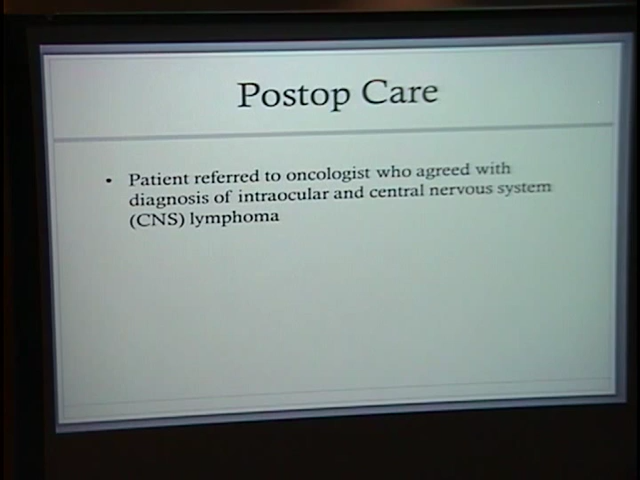 Postop Care
• Patient referred to oncologist who agreed with
diagnosis of intraocular and central nervous system
(CNS) lymphoma